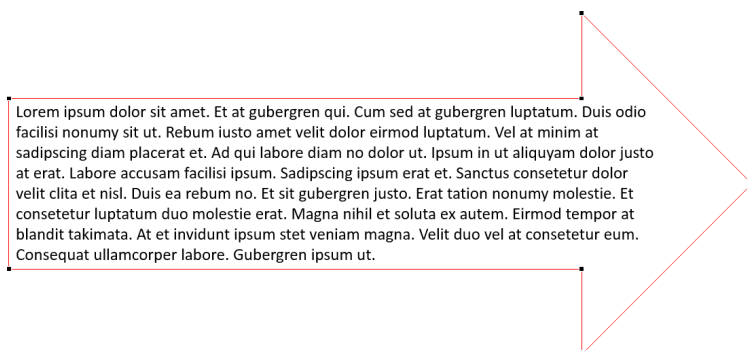 Lorem ipsum dolor sit amet. Et at gubergren qui. Cum sed at gubergren luptatum. Duis odio
facilisi nonumy sit ut. Rebum iusto amet velit dolor eirmod luptatum. Vel at minim at
sadipscing diam placerat et. Ad qui labore diam no dolor ut. Ipsum in ut aliquyam dolor justo
at erat. Labore accusam facilisi ipsum. Sadipscing ipsum erat et. Sanctus consetetur dolor
velit clita et nisl. Duis ea rebum no. Et sit gubergren justo. Erat tation nonumy molestie. Et
consetetur luptatum duo molestie erat. Magna nihil et soluta ex autem. Eirmod tempor at
blandit takimata. At et invidunt ipsum stet veniam magna. Velit duo vel at consetetur eum.
Consequat ullamcorper labore. Gubergren ipsum ut.